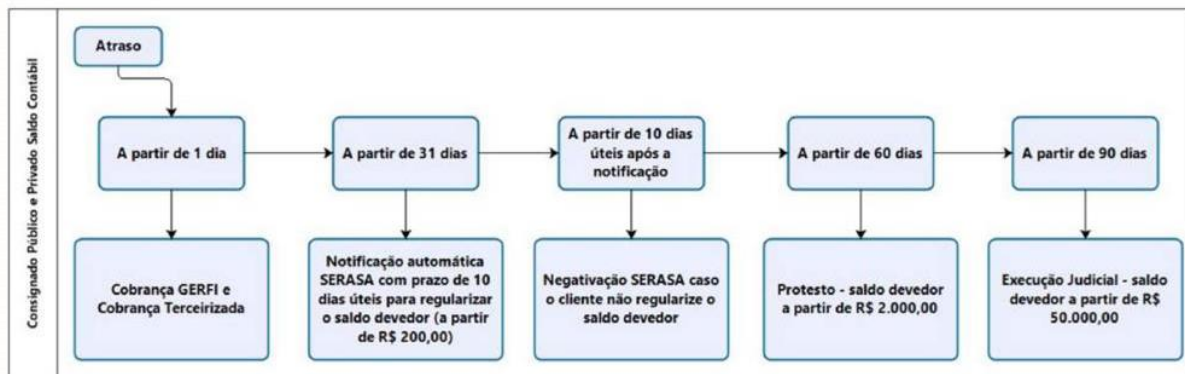 Consignado Público e Privado Saldo Contábil
Atraso
A partir de 1 dia
A partir de 31 dias
A partir de 10 dias
úteis após a
notificação
A partir de 60 dias
A partir de 90 dias
Cobrança GERFI e
Cobrança Terceirizada
Notificação automática
SERASA com prazo de 10
dias úteis para regularizar
o saldo devedor (a partir
de R$ 200,00)
Negativação SERASA caso
o cliente não regularize o
saldo devedor
Protesto - saldo devedor
a partir de R$ 2.000,00
Execução Judicial - saldo
devedor a partir de R$
50.000,00